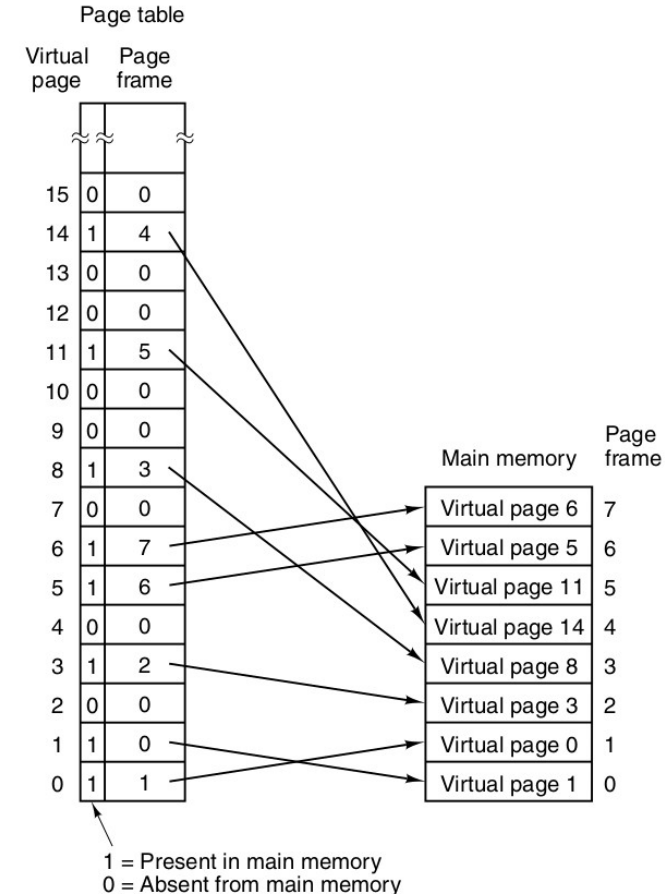 Page table
Virtual page Page frame
15 0 0
14 1 4
13 0 0
12 0 0
11 1 5
10 0 0
9 0 0
8 1 3
7 0 0
6 1 7
5 1 6
4 0 0
3 1 2
2 0 0
1 1 0
0 1 1
1 = Present in main memory
0 = Absent from main memory
Main memory
Page frame
Virtual page 6 7
Virtual page 5 6
Virtual page 11 5
Virtual page 14 4
Virtual page 8 3
Virtual page 3 2
Virtual page 0 1
Virtual page 1 0